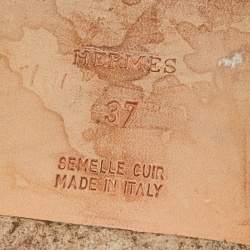 HERMES
37
SEMELLE CUIR
MADE IN ITALY